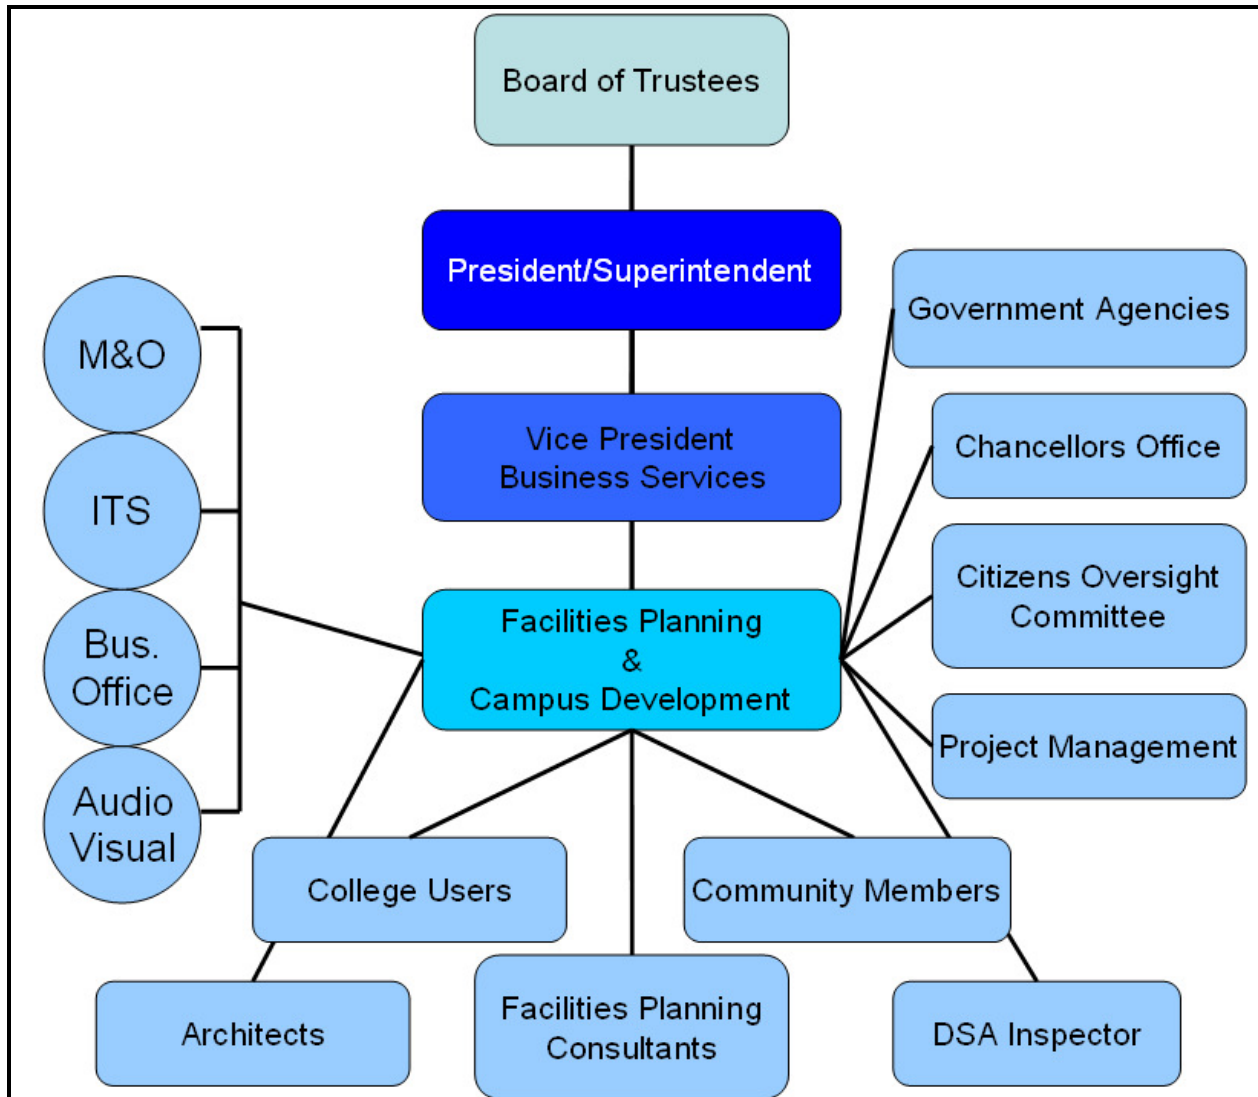 Board of Trustees
President/Superintendent
Vice President
Business Services
Facilities Planning
&
Campus Development
M&O
ITS
Bus.
Office
Audio
Visual
Government Agencies
Chancellors Office
Citizens Oversight
Committee
Project Management
College Users
Community Members
Architects
Facilities Planning
Consultants
DSA Inspector